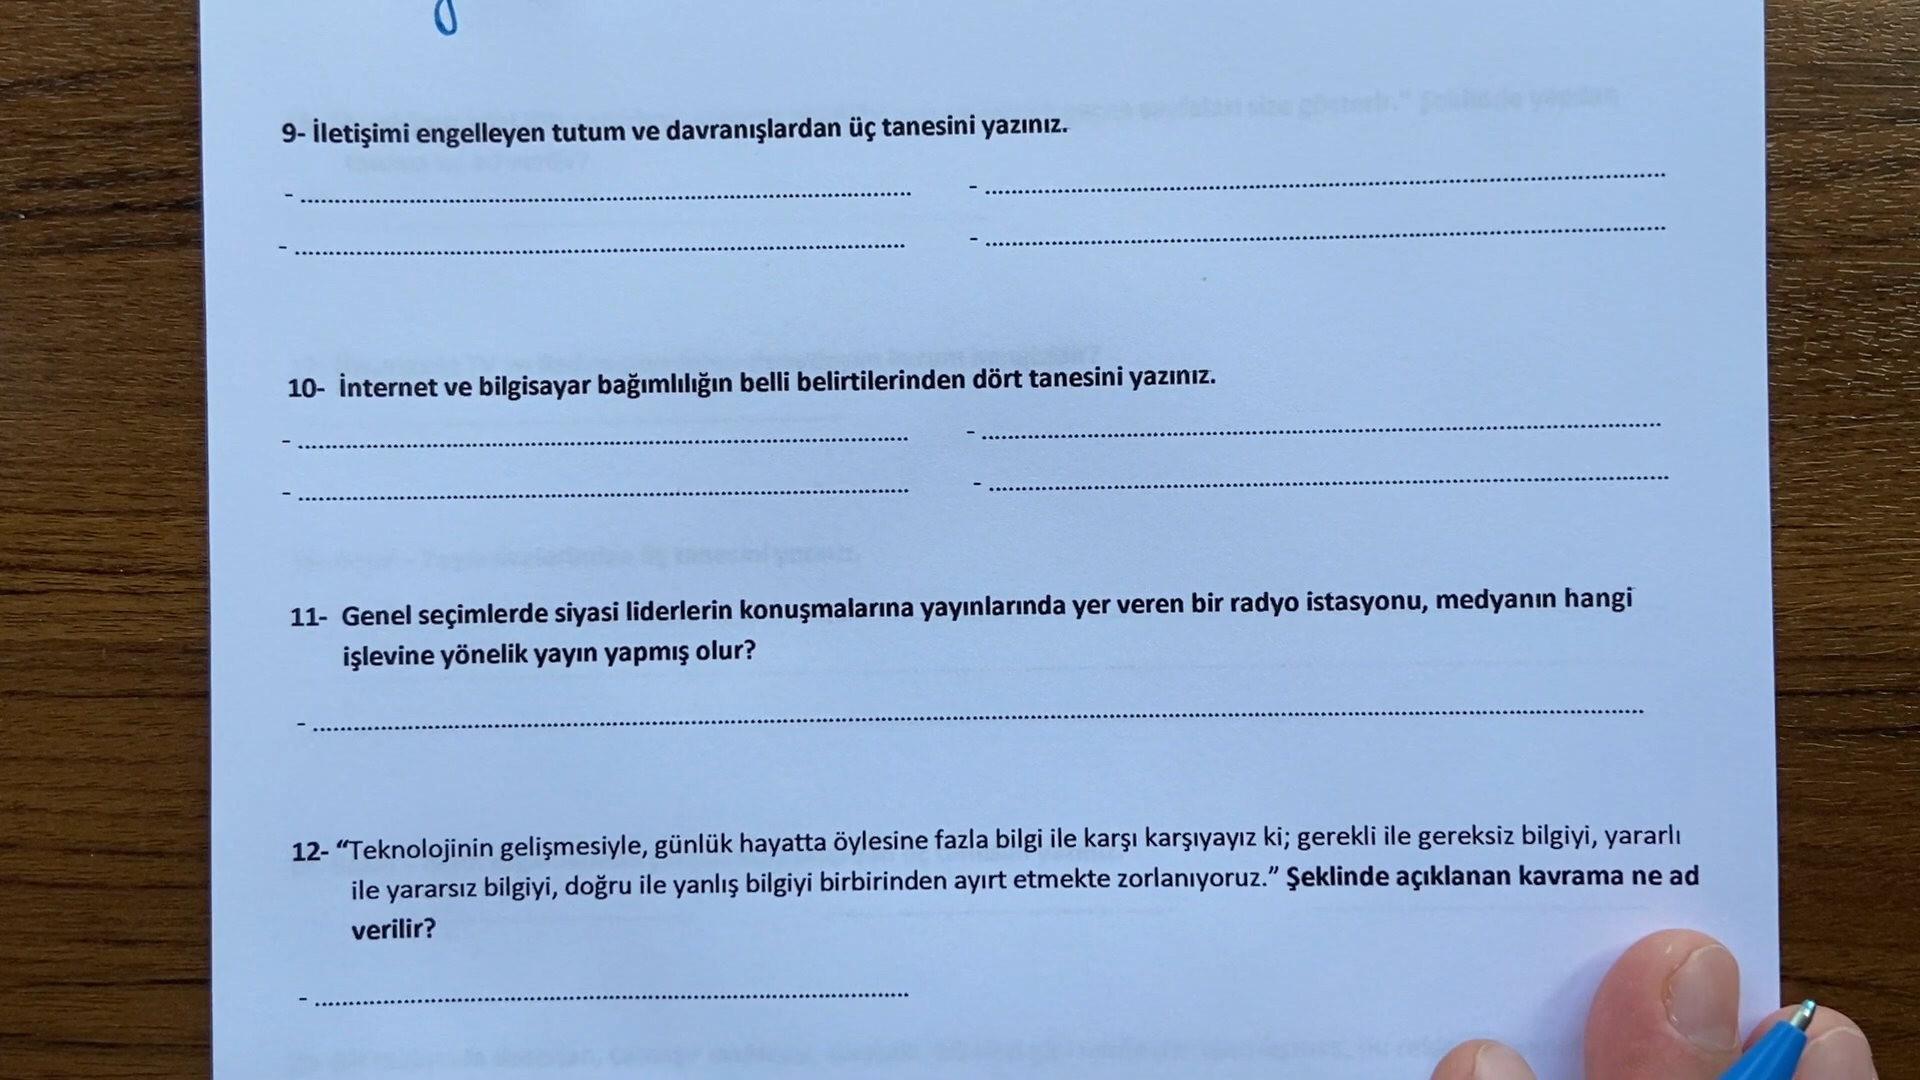 9- İletişimi engelleyen tutum ve davranışlardan üç tanesini yazınız.
- ........................................ - ........................................
- ........................................ - ........................................
10- İnternet ve bilgisayar bağımlılığın belli belirtilerinden dört tanesini yazınız.
- ........................................ - ........................................
- ........................................ - ........................................
11- Genel seçimlerde siyasi liderlerin konuşmalarına yayınlarında yer veren bir radyo istasyonu, medyanın hangi
işlevine yönelik yayın yapmış olur?
- ........................................
12- “Teknolojinin gelişmesiyle, günlük hayatta öylesine fazla bilgi ile karşı karşıyayız ki; gerekli ile gereksiz bilgiyi, yararlı
ile yararsız bilgiyi, doğru ile yanlış bilgiyi birbirinden ayırt etmekte zorlanıyoruz.” Şeklinde açıklanan kavrama ne ad
verilir?
- ........................................